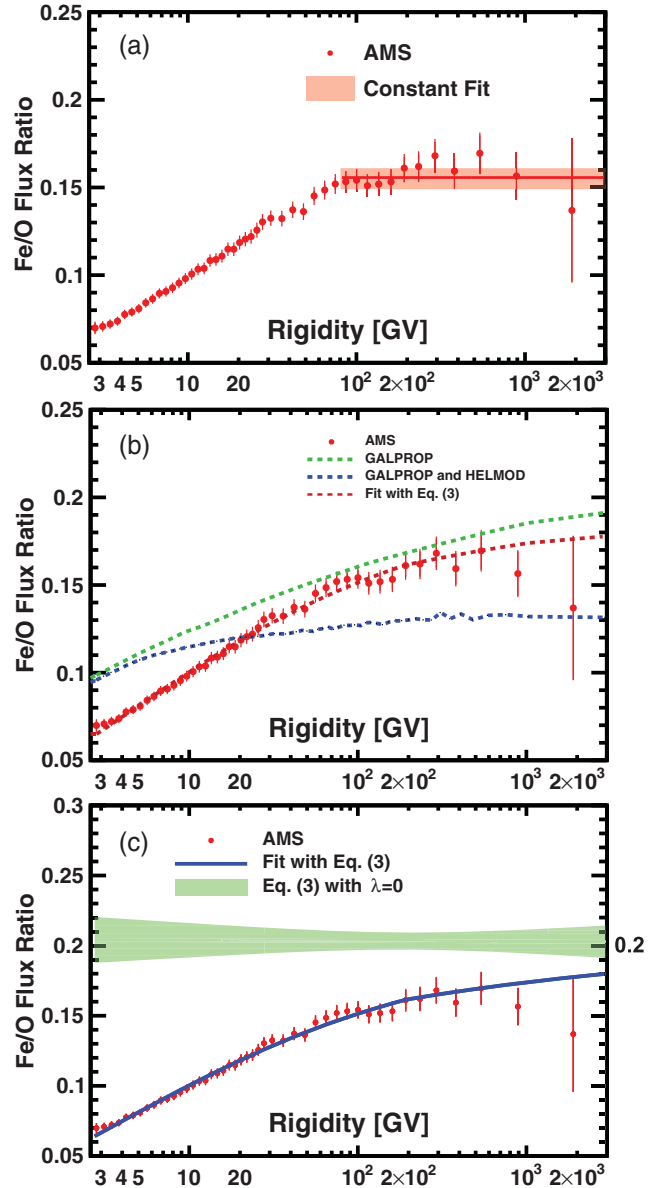 0.25
(a)
AMS
Constant Fit
0.2
0.15
0.1
0.05
Fe/O Flux Ratio
Rigidity [GV]
3 4 5 10 20 10² 2×10² 10³ 2×10³
0.25
(b)
AMS
GALPROP
GALPROP and HELMOD
Fit with Eq. (3)
0.2
0.15
0.1
0.05
Fe/O Flux Ratio
Rigidity [GV]
3 4 5 10 20 10² 2×10² 10³ 2×10³
0.3
(c)
AMS
Fit with Eq. (3)
Eq. (3) with λ=0
0.25
0.2
0.2
0.15
0.1
0.05
Fe/O Flux Ratio
Rigidity [GV]
3 4 5 10 20 10² 2×10² 10³ 2×10³